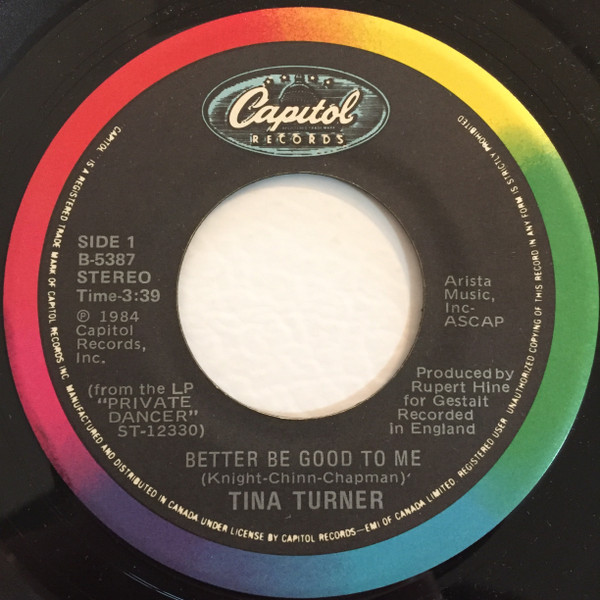 Capitol
RECORDS
SIDE 1
B-5387
STEREO
Time-3:39
℗ 1984
Capitol
Records,
Inc.
(from the LP
"PRIVATE
DANCER"
ST-12330)
Arista
Music,
Inc-
ASCAP
Produced by
Rupert Hine
for Gestalt
Recorded
in England
BETTER BE GOOD TO ME
(Knight-Chinn-Chapman)
TINA TURNER
CAPITOL IS A REGISTERED TRADE MARK OF CAPITOL RECORDS INC. MANUFACTURED AND DISTRIBUTED IN CANADA UNDER LICENSE BY CAPITOL RECORDS—EMI OF CANADA LIMITED. REGISTERED USER. UNAUTHORIZED COPYING OF THIS RECORD IN ANY FORM IS STRICTLY PROHIBITED